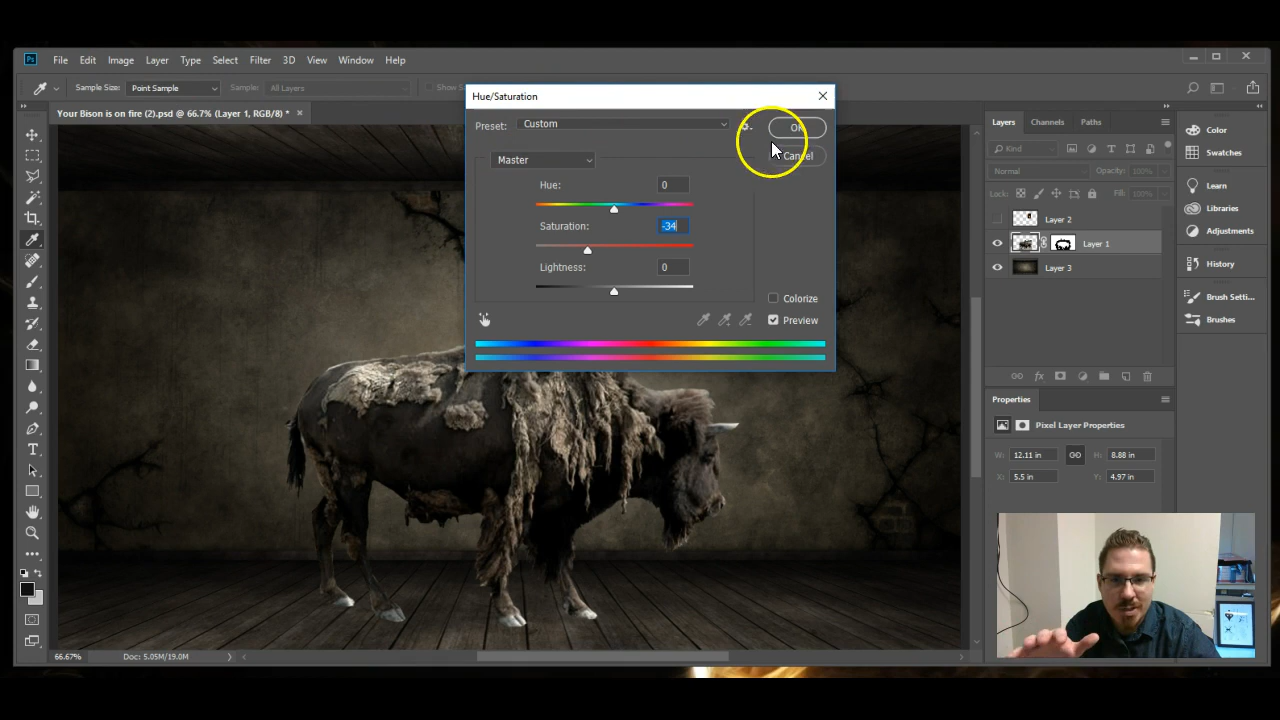 Ps File Edit Image Layer Type Select Filter 3D View Window Help
Sample Size: Point Sample Sample: All Layers
Your Bison is on fire (2).psd @ 66.7% (Layer 1, RGB/8) * ×
Hue/Saturation
Preset: Custom
OK
Cancel
Master
Hue: 0
Saturation: -34
Lightness: 0
Colorize
Preview
Layers Channels Paths
Kind
Normal Opacity: 100%
Lock: Fill: 100%
Layer 2
Layer 1
Layer 3
fx
Properties
Pixel Layer Properties
W: 12.11 in H: 8.88 in
X: 5.5 in Y: 4.97 in
Color
Swatches
Learn
Libraries
Adjustments
History
Brush Setti...
Brushes
66.67% Doc: 5.05M/19.0M